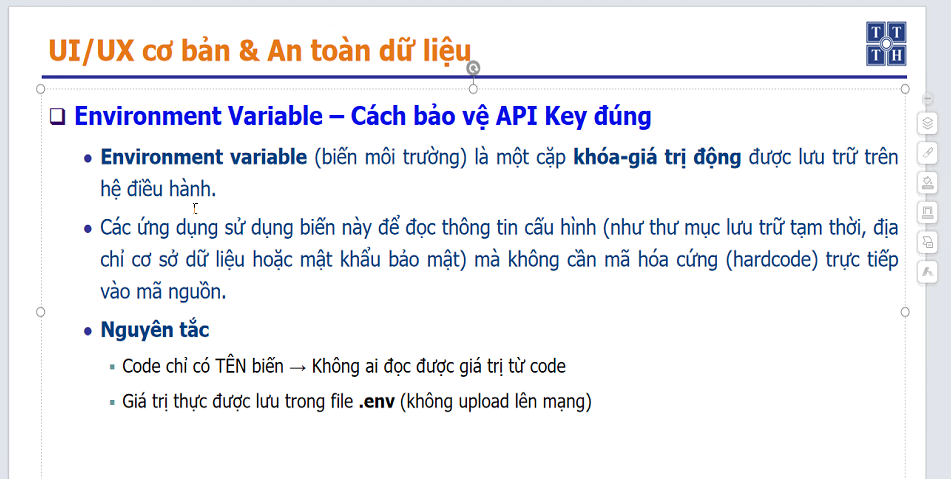 UI/UX cơ bản & An toàn dữ liệu
TT
TH
Environment Variable – Cách bảo vệ API Key đúng
Environment variable (biến môi trường) là một cặp khóa-giá trị động được lưu trữ trên
hệ điều hành.
Các ứng dụng sử dụng biến này để đọc thông tin cấu hình (như thư mục lưu trữ tạm thời, địa
chỉ cơ sở dữ liệu hoặc mật khẩu bảo mật) mà không cần mã hóa cứng (hardcode) trực tiếp
vào mã nguồn.
Nguyên tắc
Code chỉ có TÊN biến → Không ai đọc được giá trị từ code
Giá trị thực được lưu trong file .env (không upload lên mạng)